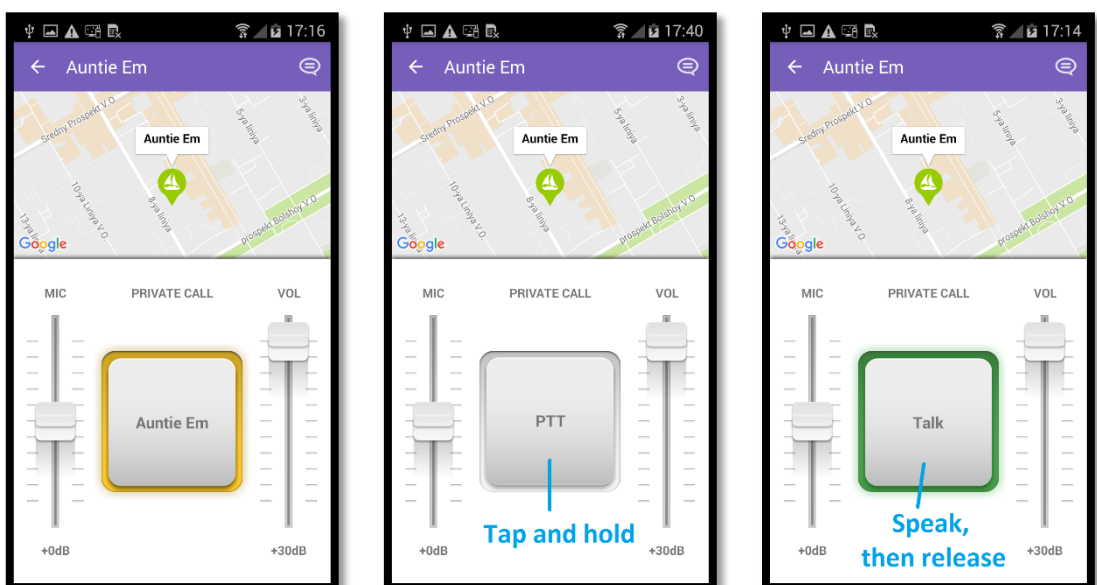 17:16
Auntie Em
Sredny Prospekt V.O.
5-ya liniya
3-ya liniya
Auntie Em
10-ya Liniya V.O.
8-ya liniya
13-ya lin
prospekt Bolshoy V.O.
Google
MIC
PRIVATE CALL
VOL
Auntie Em
+0dB
+30dB
17:40
Auntie Em
Sredny Prospekt V.O.
5-ya liniya
3-ya liniya
Auntie Em
10-ya Liniya V.O.
8-ya liniya
13-ya lin
prospekt Bolshoy V.O.
Google
MIC
PRIVATE CALL
VOL
PTT
Tap and hold
+0dB
+30dB
17:14
Auntie Em
Sredny Prospekt V.O.
5-ya liniya
3-ya liniya
Auntie Em
10-ya Liniya V.O.
8-ya liniya
13-ya lin
prospekt Bolshoy V.O.
Google
MIC
PRIVATE CALL
VOL
Talk
Speak,
then release
+0dB
+30dB